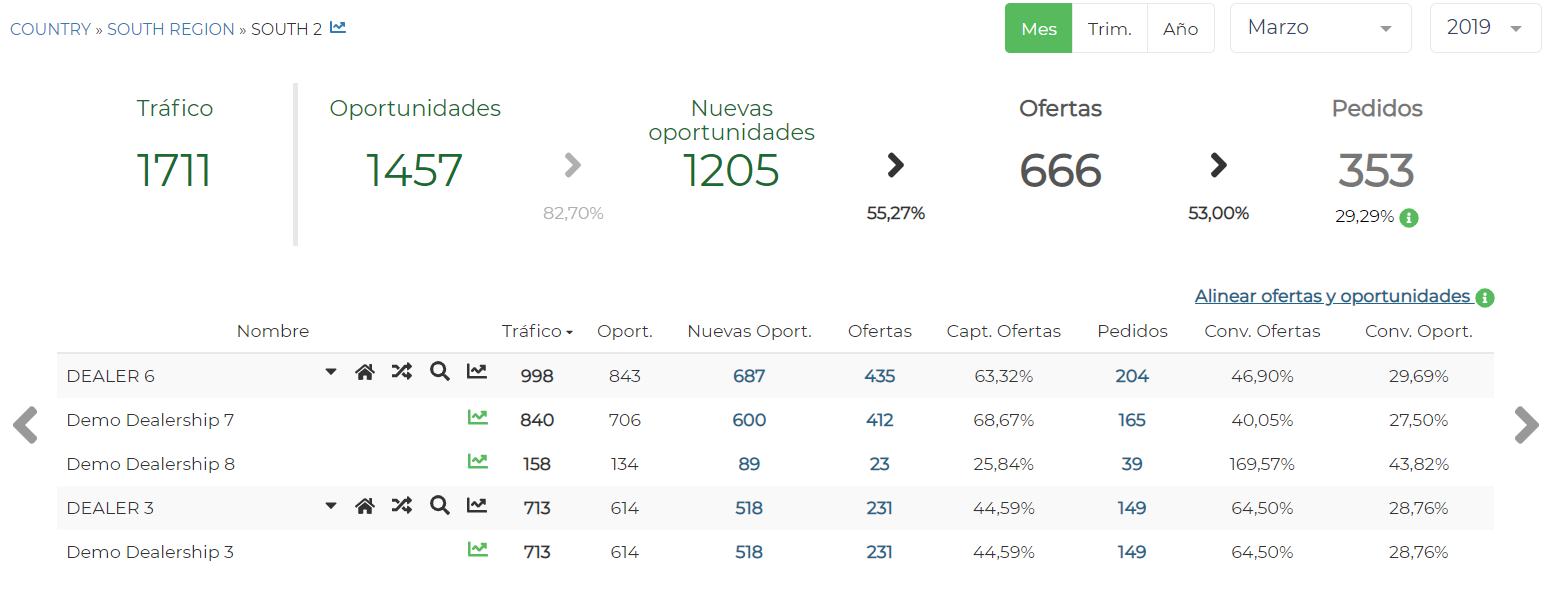 COUNTRY » SOUTH REGION » SOUTH 2
Mes Trim. Año Marzo 2019
Tráfico Oportunidades Nuevas oportunidades Ofertas Pedidos
1711 1457 1205 666 353
82,70% 55,27% 53,00% 29,29%
Alinear ofertas y oportunidades
Nombre Tráfico Oport. Nuevas Oport. Ofertas Capt. Ofertas Pedidos Conv. Ofertas Conv. Oport.
DEALER 6 998 843 687 435 63,32% 204 46,90% 29,69%
Demo Dealership 7 840 706 600 412 68,67% 165 40,05% 27,50%
Demo Dealership 8 158 134 89 23 25,84% 39 169,57% 43,82%
DEALER 3 713 614 518 231 44,59% 149 64,50% 28,76%
Demo Dealership 3 713 614 518 231 44,59% 149 64,50% 28,76%